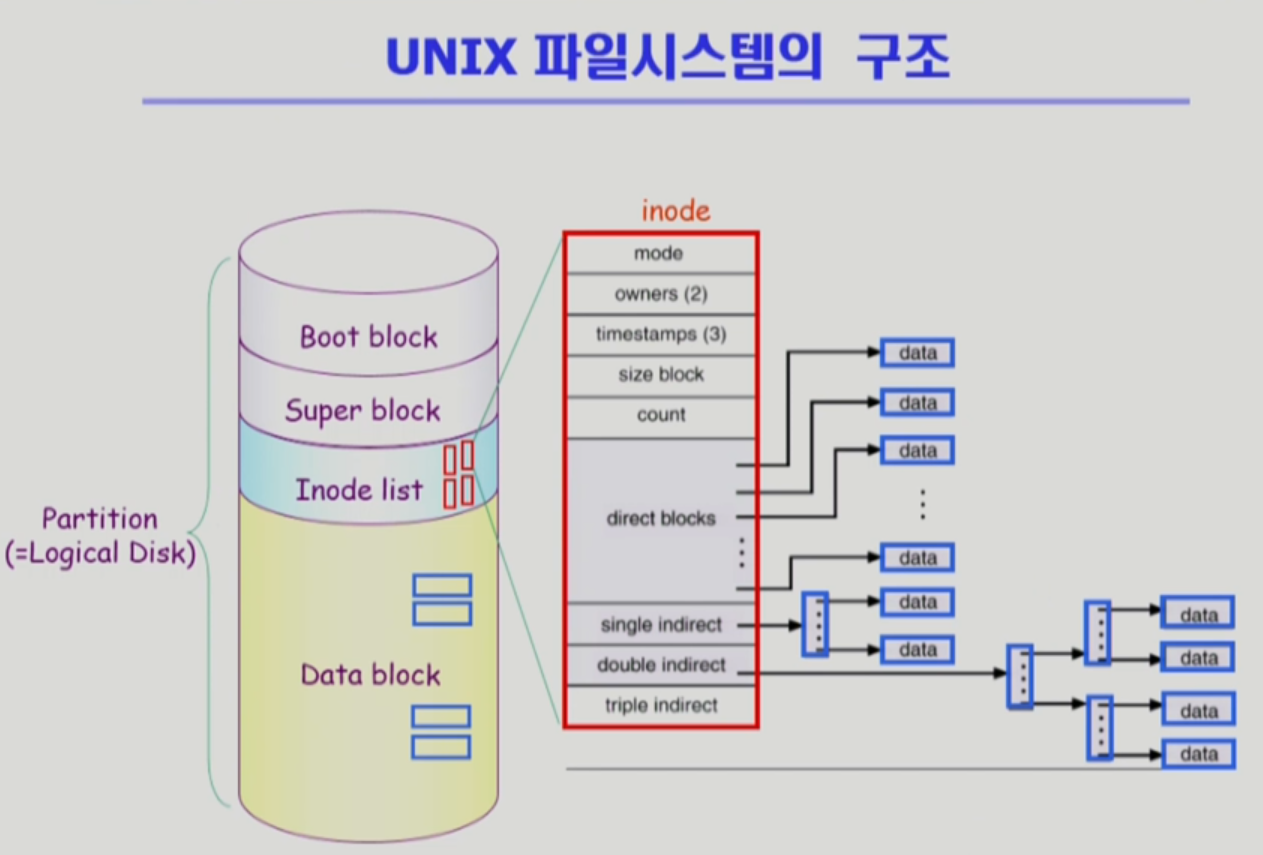 UNIX 파일시스템의 구조
Partition
(=Logical Disk)
Boot block
Super block
Inode list
Data block
inode
mode
owners (2)
timestamps (3)
size block
count
direct blocks
single indirect
double indirect
triple indirect
data
data
data
data
data
data
data
data
data
data